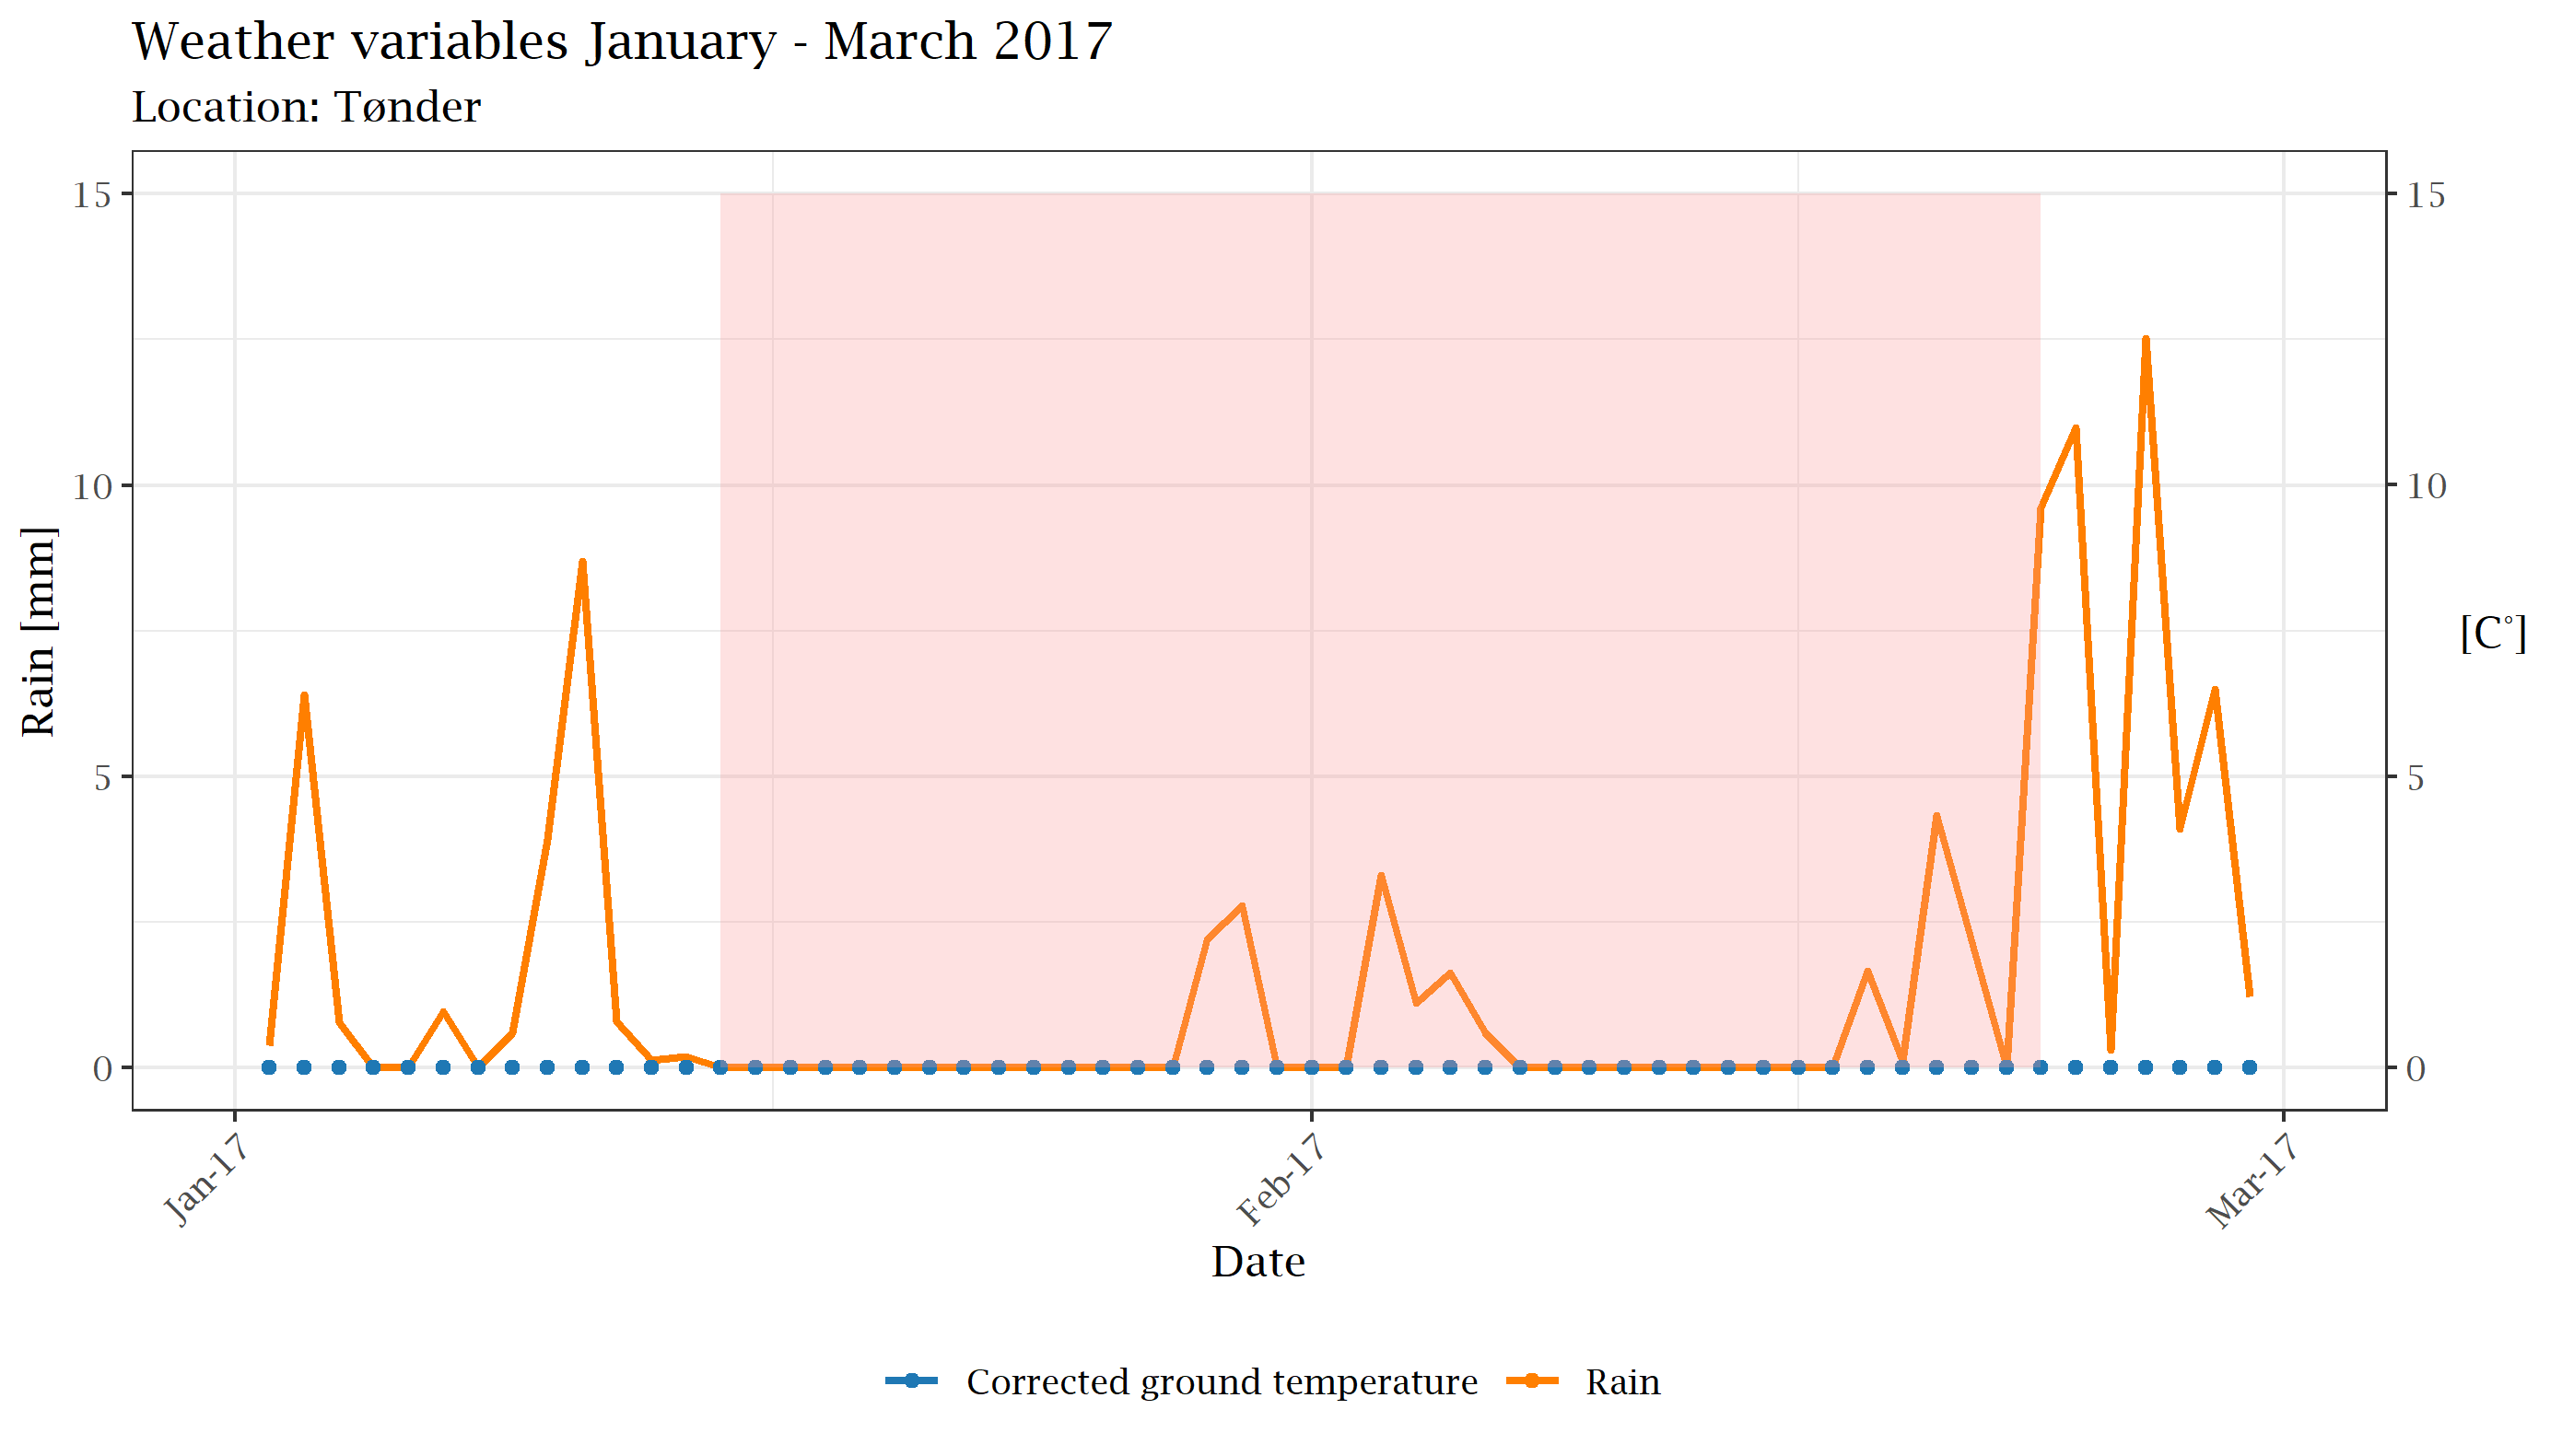 Weather variables January - March 2017
Location: Tønder
15
10
5
0
Rain [mm]
15
10
5
0
[C°]
Jan-17
Feb-17
Mar-17
Date
Corrected ground temperature
Rain